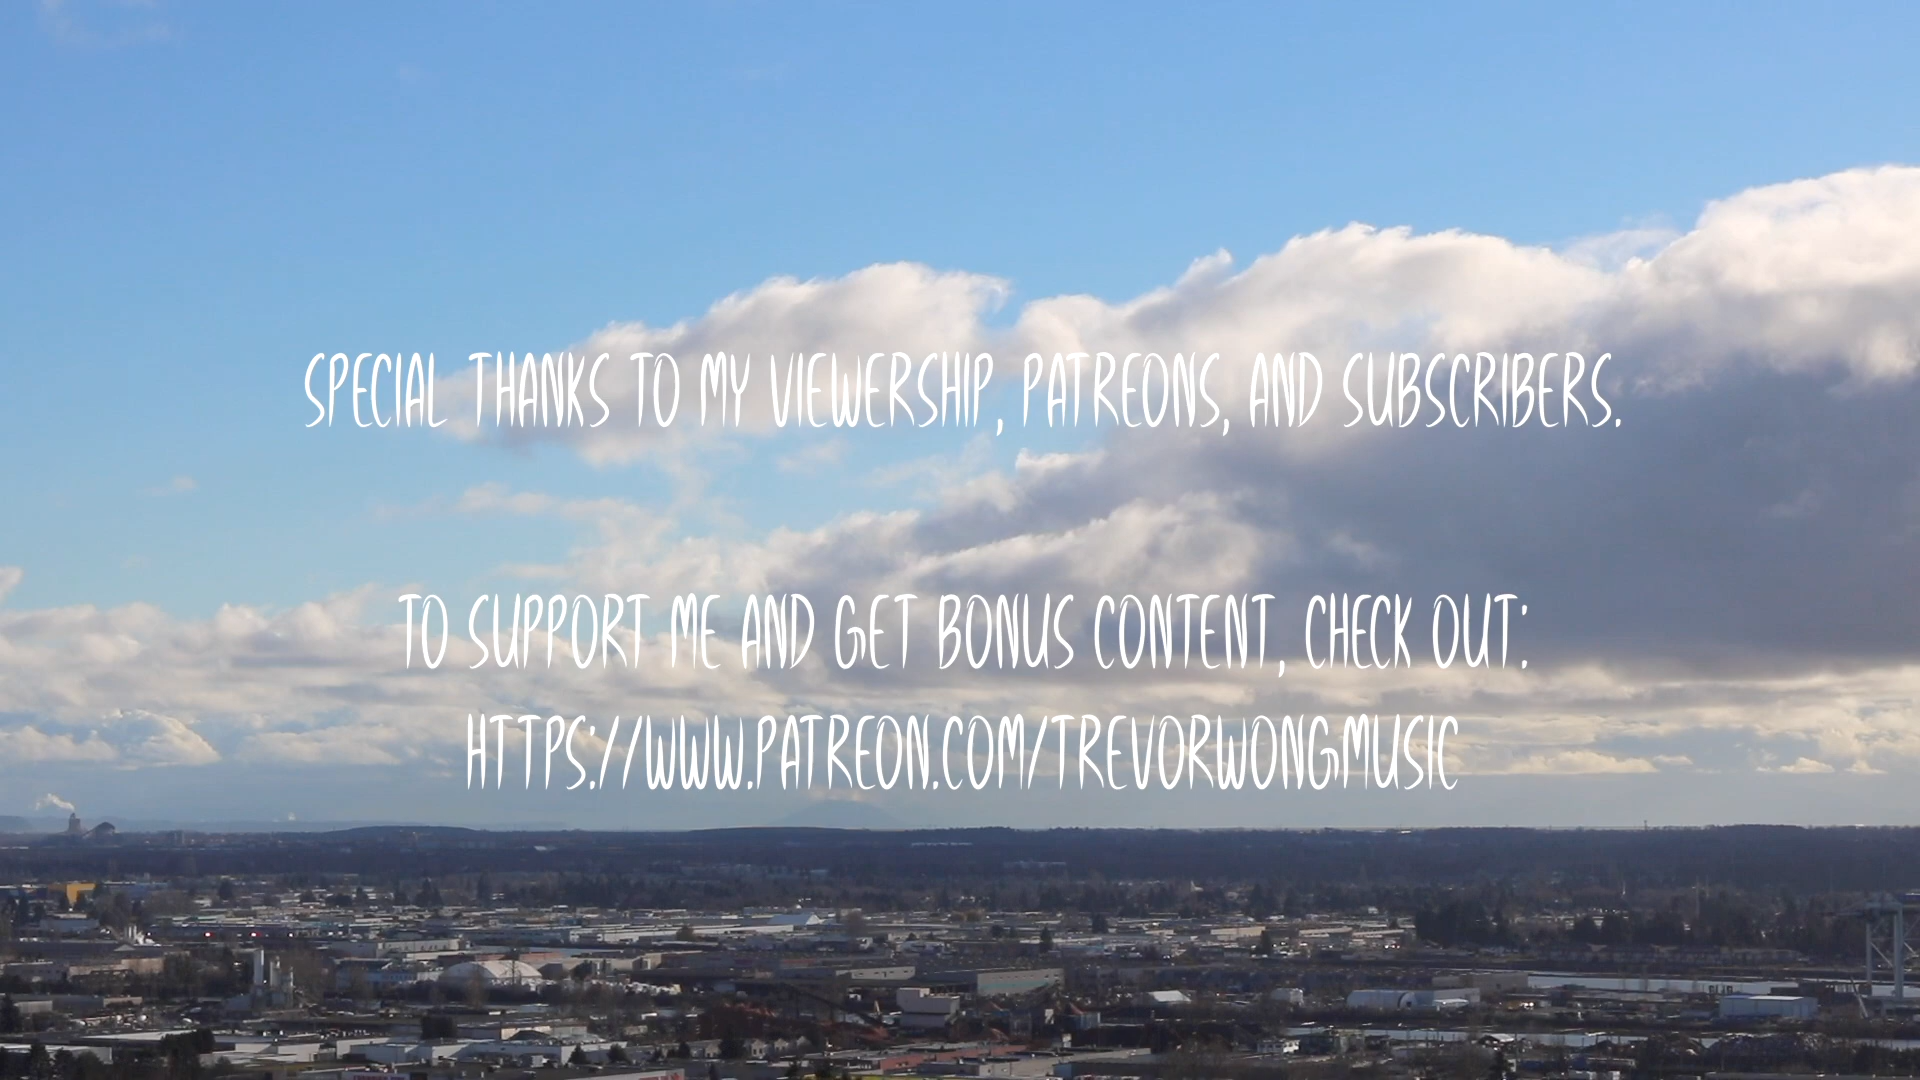 SPECIAL THANKS TO MY VIEWERSHIP, PATREONS, AND SUBSCRIBERS.
TO SUPPORT ME AND GET BONUS CONTENT, CHECK OUT:
HTTPS://WWW.PATREON.COM/TREVORWONGMUSIC